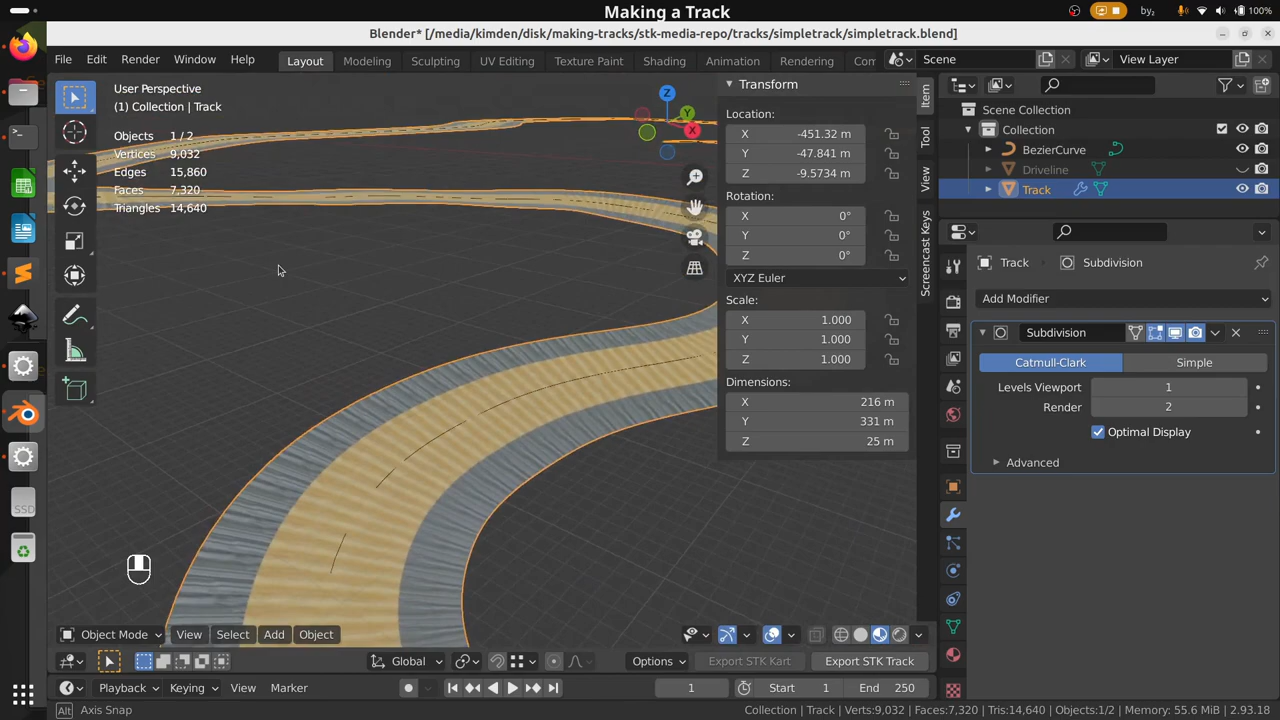 Making a Track
by₂
100%
Blender* [/media/kimden/disk/making-tracks/stk-media-repo/tracks/simpletrack/simpletrack.blend]
File Edit Render Window Help Layout Modeling Sculpting UV Editing Texture Paint Shading Animation Rendering Com Scene View Layer
User Perspective
(1) Collection | Track
Objects 1 / 2
Vertices 9,032
Edges 15,860
Faces 7,320
Triangles 14,640
Z
Y
X
Transform
Location:
X -451.32 m
Y -47.841 m
Z -9.5734 m
Rotation:
X 0°
Y 0°
Z 0°
XYZ Euler
Scale:
X 1.000
Y 1.000
Z 1.000
Dimensions:
X 216 m
Y 331 m
Z 25 m
Item
Tool
View
Screencast Keys
Scene Collection
Collection
BezierCurve
Driveline
Track
Track Subdivision
Add Modifier
Subdivision
Catmull-Clark Simple
Levels Viewport 1
Render 2
Optimal Display
Advanced
SSD
Object Mode View Select Add Object
Global Options Export STK Kart Export STK Track
Playback Keying View Marker 1 Start 1 End 250
Alt Axis Snap
Collection | Track | Verts:9,032 | Faces:7,320 | Tris:14,640 | Objects:1/2 | Memory: 55.6 MiB | 2.93.18